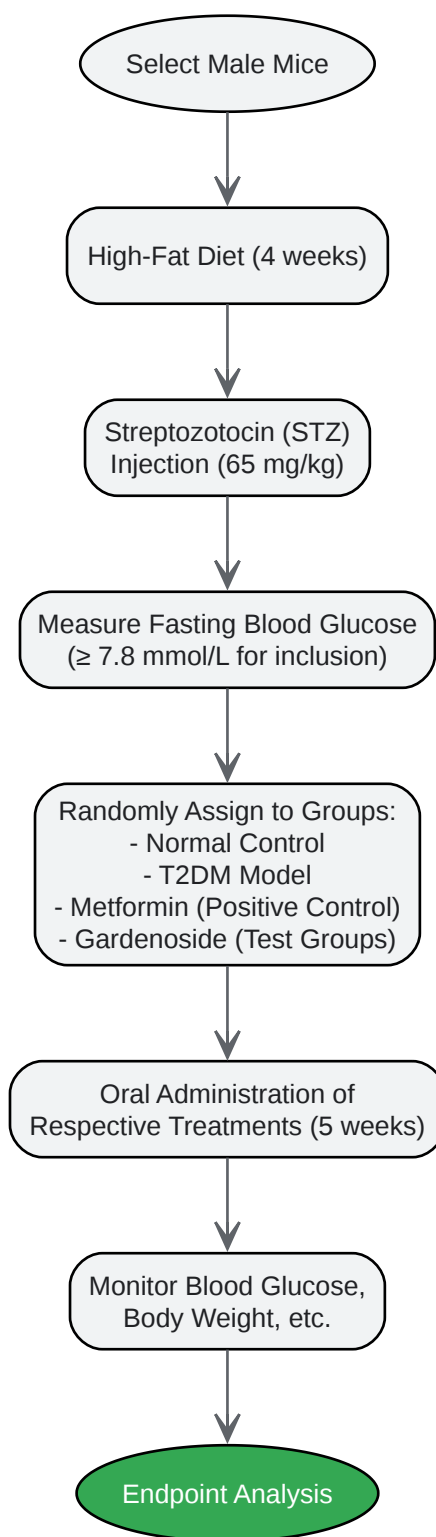 Select Male Mice
High-Fat Diet (4 weeks)
Streptozotocin (STZ)
Injection (65 mg/kg)
Measure Fasting Blood Glucose
(≥ 7.8 mmol/L for inclusion)
Randomly Assign to Groups:
- Normal Control
- T2DM Model
- Metformin (Positive Control)
- Gardenoside (Test Groups)
Oral Administration of
Respective Treatments (5 weeks)
Monitor Blood Glucose,
Body Weight, etc.
Endpoint Analysis